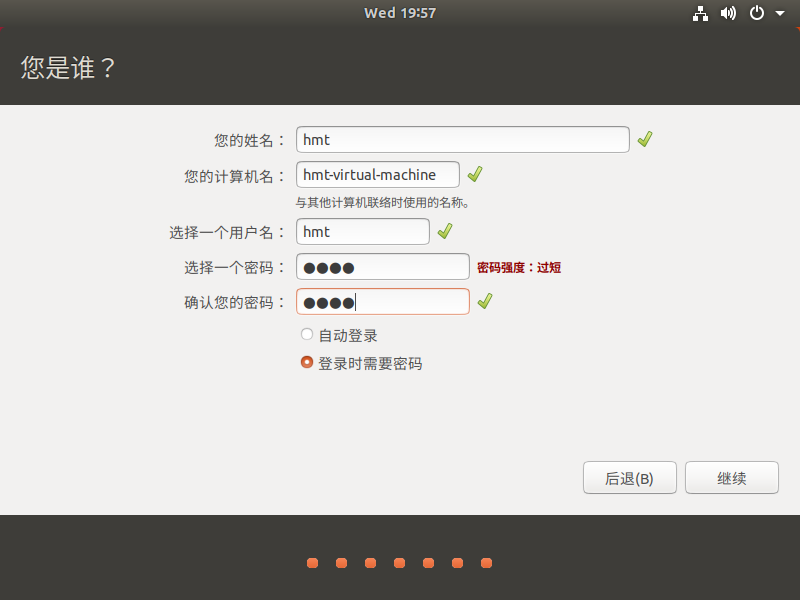 Wed 19:57
您是谁？
您的姓名： hmt
您的计算机名： hmt-virtual-machine
与其他计算机联络时使用的名称。
选择一个用户名： hmt
选择一个密码： ●●●● 密码强度：过短
确认您的密码： ●●●●
自动登录
登录时需要密码
后退(B) 继续